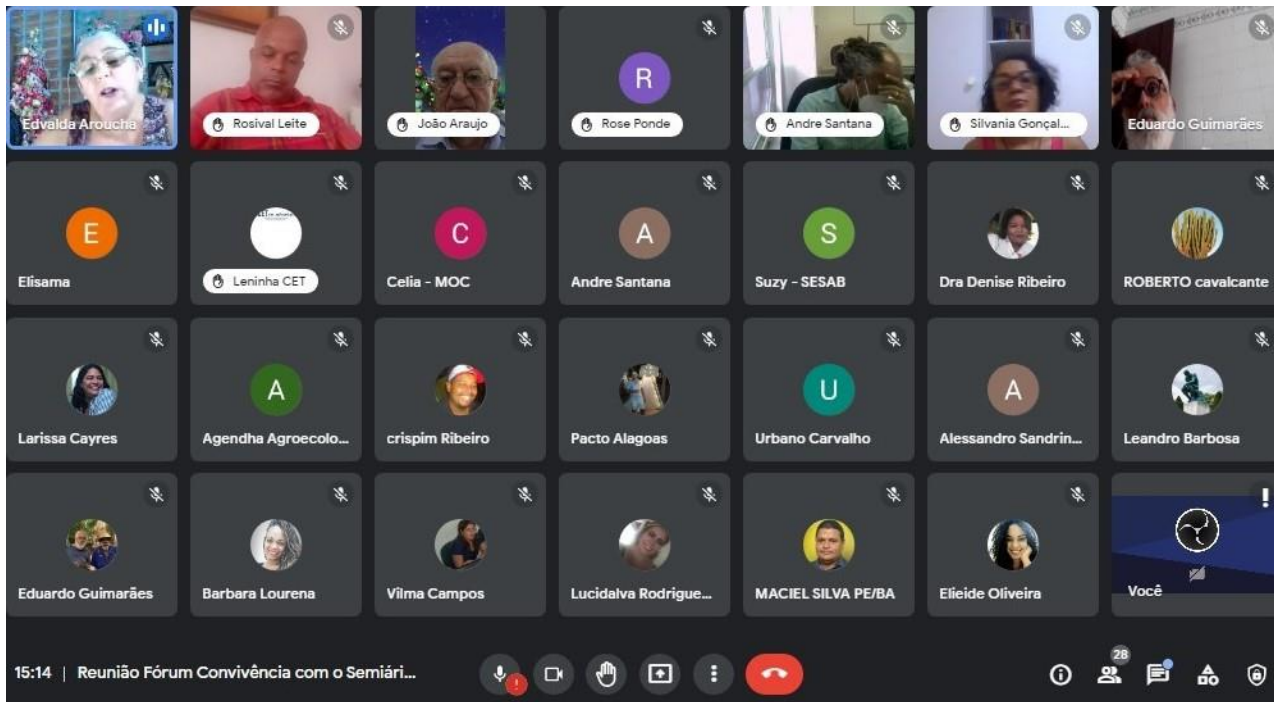 Edvalda Aroucha
Rosival Leite
João Araujo
R
Rose Ponde
Andre Santana
Silvania Gonçal...
Eduardo Guimarães
E
Elisama
Leninha CET
C
Celia - MOC
A
Andre Santana
S
Suzy - SESAB
Dra Denise Ribeiro
ROBERTO cavalcante
Larissa Cayres
A
Agendha Agroecolo...
crispim Ribeiro
Pacto Alagoas
U
Urbano Carvalho
A
Alessandro Sandrin...
Leandro Barbosa
Eduardo Guimarães
Barbara Lourena
Vilma Campos
Lucidalva Rodrigue...
MACIEL SILVA PE/BA
Elieide Oliveira
Você
15:14 | Reunião Fórum Convivência com o Semiári...
28